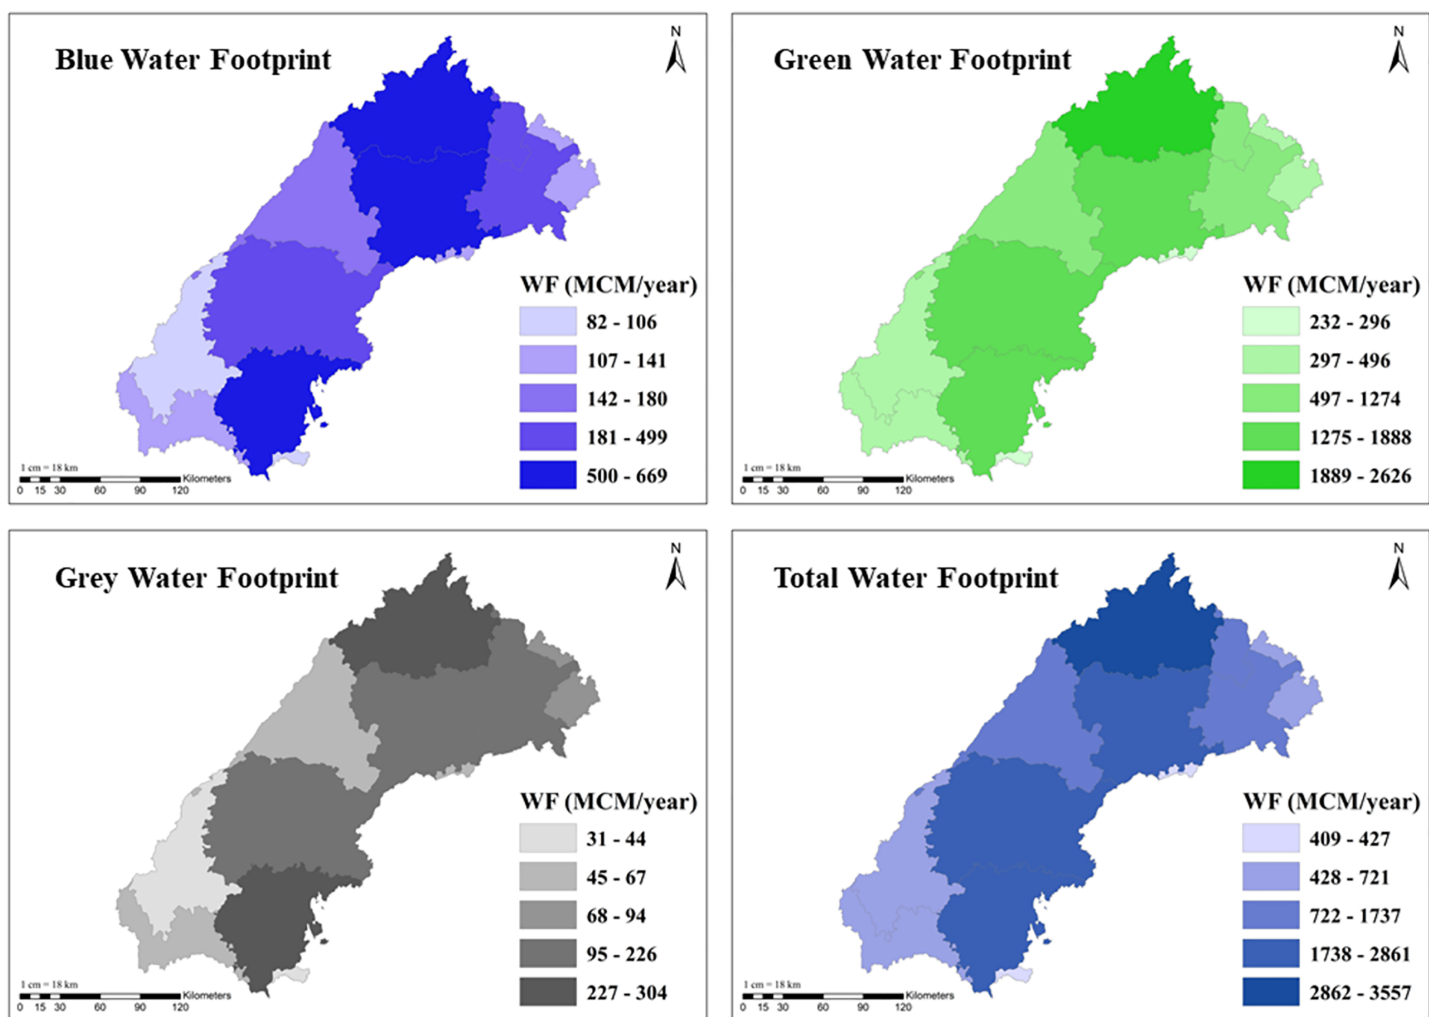 Blue Water Footprint
N
WF (MCM/year)
82 - 106
107 - 141
142 - 180
181 - 499
500 - 669
1 cm = 18 km
Kilometers
0 15 30 60 90 120
Green Water Footprint
N
WF (MCM/year)
232 - 296
297 - 496
497 - 1274
1275 - 1888
1889 - 2626
1 cm = 18 km
Kilometers
0 15 30 60 90 120
Grey Water Footprint
N
WF (MCM/year)
31 - 44
45 - 67
68 - 94
95 - 226
227 - 304
1 cm = 18 km
Kilometers
0 15 30 60 90 120
Total Water Footprint
N
WF (MCM/year)
409 - 427
428 - 721
722 - 1737
1738 - 2861
2862 - 3557
1 cm = 18 km
Kilometers
0 15 30 60 90 120